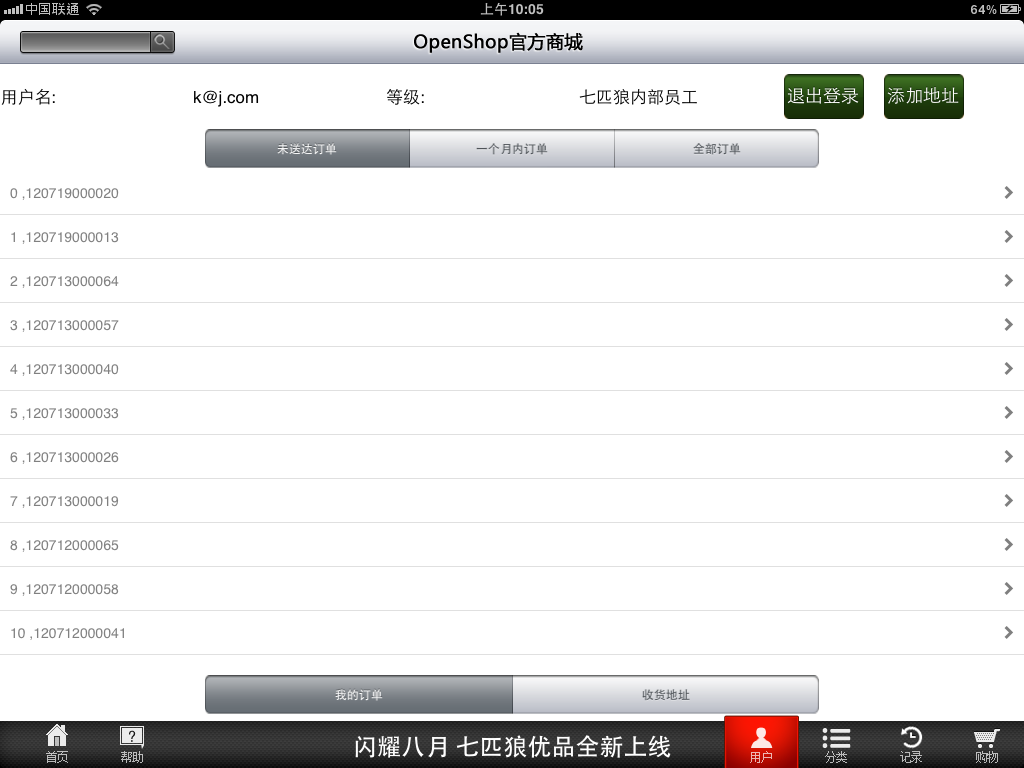 中国联通 上午10:05 64%
OpenShop官方商城
用户名: k@j.com 等级: 七匹狼内部员工 退出登录 添加地址
未送达订单 一个月内订单 全部订单
0 ,120719000020
1 ,120719000013
2 ,120713000064
3 ,120713000057
4 ,120713000040
5 ,120713000033
6 ,120713000026
7 ,120713000019
8 ,120712000065
9 ,120712000058
10 ,120712000041
我的订单 收货地址
首页 帮助 闪耀八月 七匹狼优品全新上线 用户 分类 记录 购物